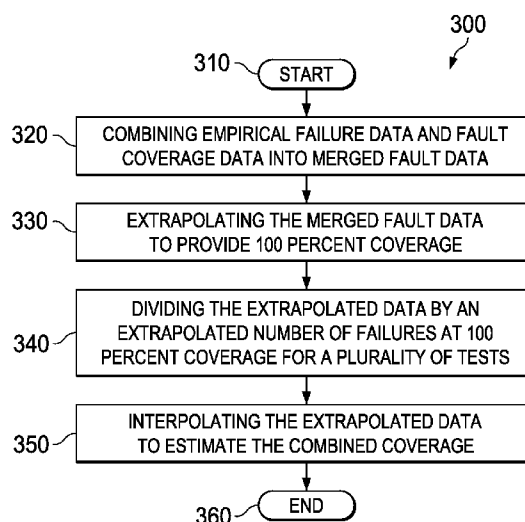 300
310
START
320
COMBINING EMPIRICAL FAILURE DATA AND FAULT
COVERAGE DATA INTO MERGED FAULT DATA
330
EXTRAPOLATING THE MERGED FAULT DATA
TO PROVIDE 100 PERCENT COVERAGE
340
DIVIDING THE EXTRAPOLATED DATA BY AN
EXTRAPOLATED NUMBER OF FAILURES AT 100
PERCENT COVERAGE FOR A PLURALITY OF TESTS
350
INTERPOLATING THE EXTRAPOLATED DATA
TO ESTIMATE THE COMBINED COVERAGE
360
END